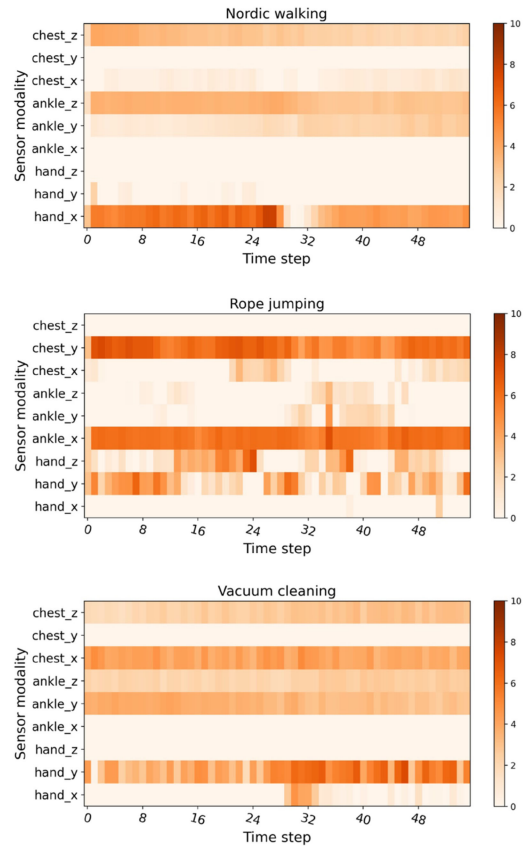 Nordic walking
Sensor modality
chest_z
chest_y
chest_x
ankle_z
ankle_y
ankle_x
hand_z
hand_y
hand_x
0 8 16 24 32 40 48
Time step
10
8
6
4
2
0
Rope jumping
Sensor modality
chest_z
chest_y
chest_x
ankle_z
ankle_y
ankle_x
hand_z
hand_y
hand_x
0 8 16 24 32 40 48
Time step
10
8
6
4
2
0
Vacuum cleaning
Sensor modality
chest_z
chest_y
chest_x
ankle_z
ankle_y
ankle_x
hand_z
hand_y
hand_x
0 8 16 24 32 40 48
Time step
10
8
6
4
2
0